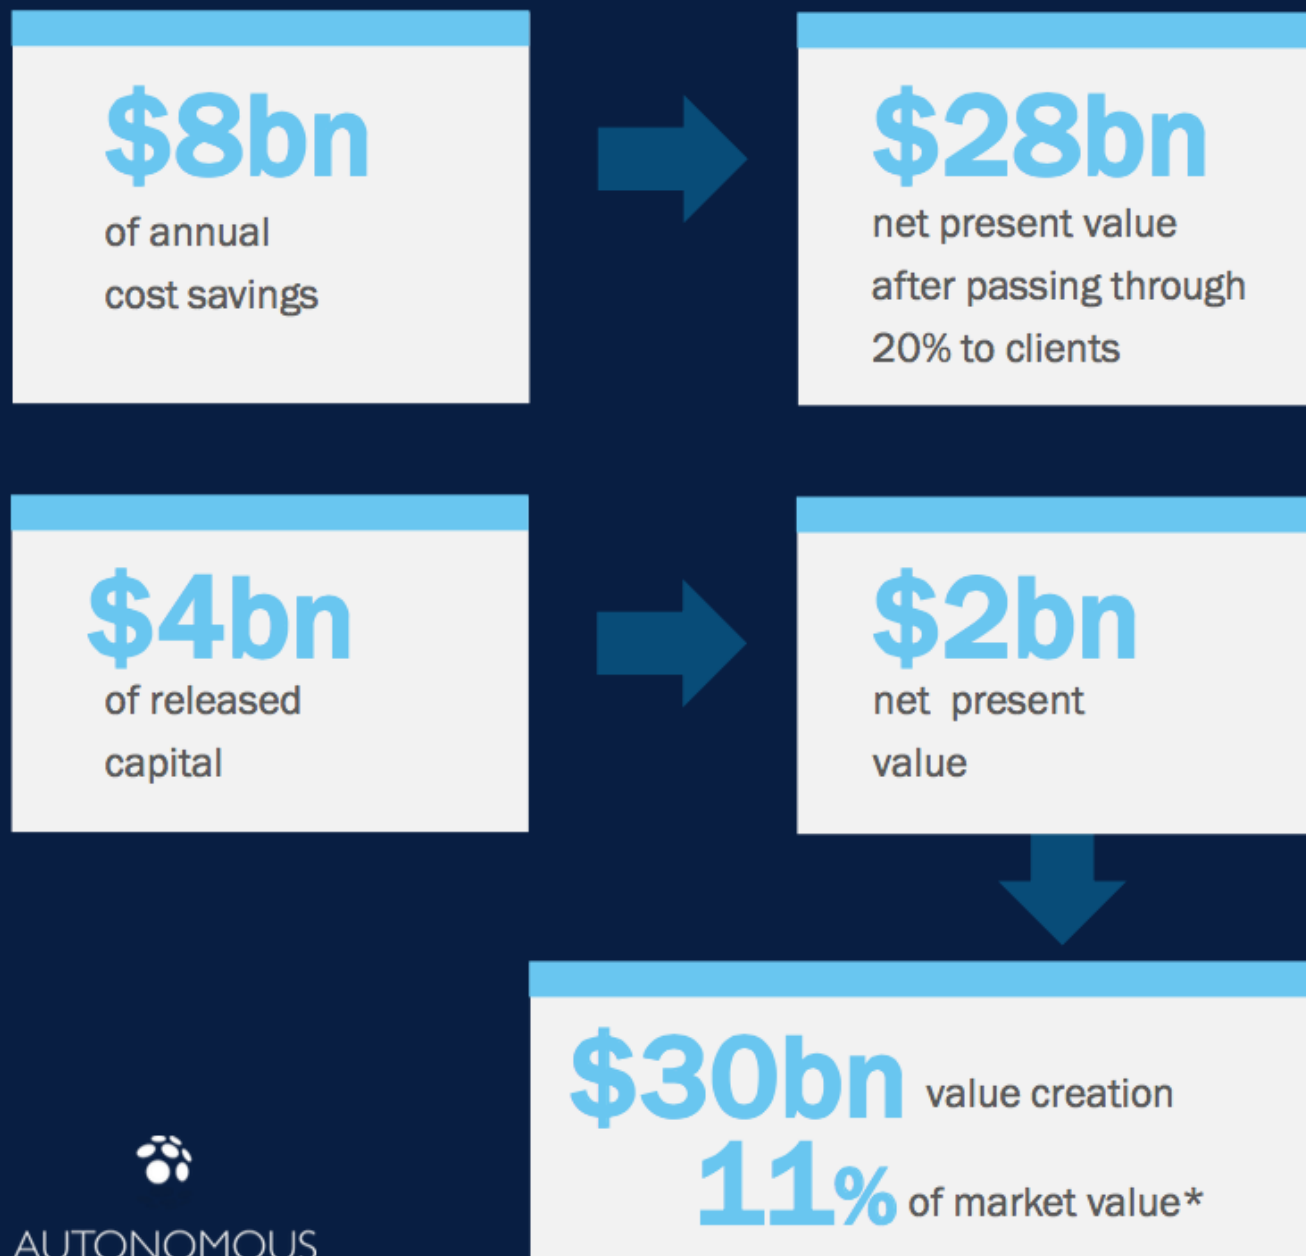 $8bn
of annual
cost savings
$28bn
net present value
after passing through
20% to clients
$4bn
of released
capital
$2bn
net present
value
$30bn value creation
11% of market value*
AUTONOMOUS